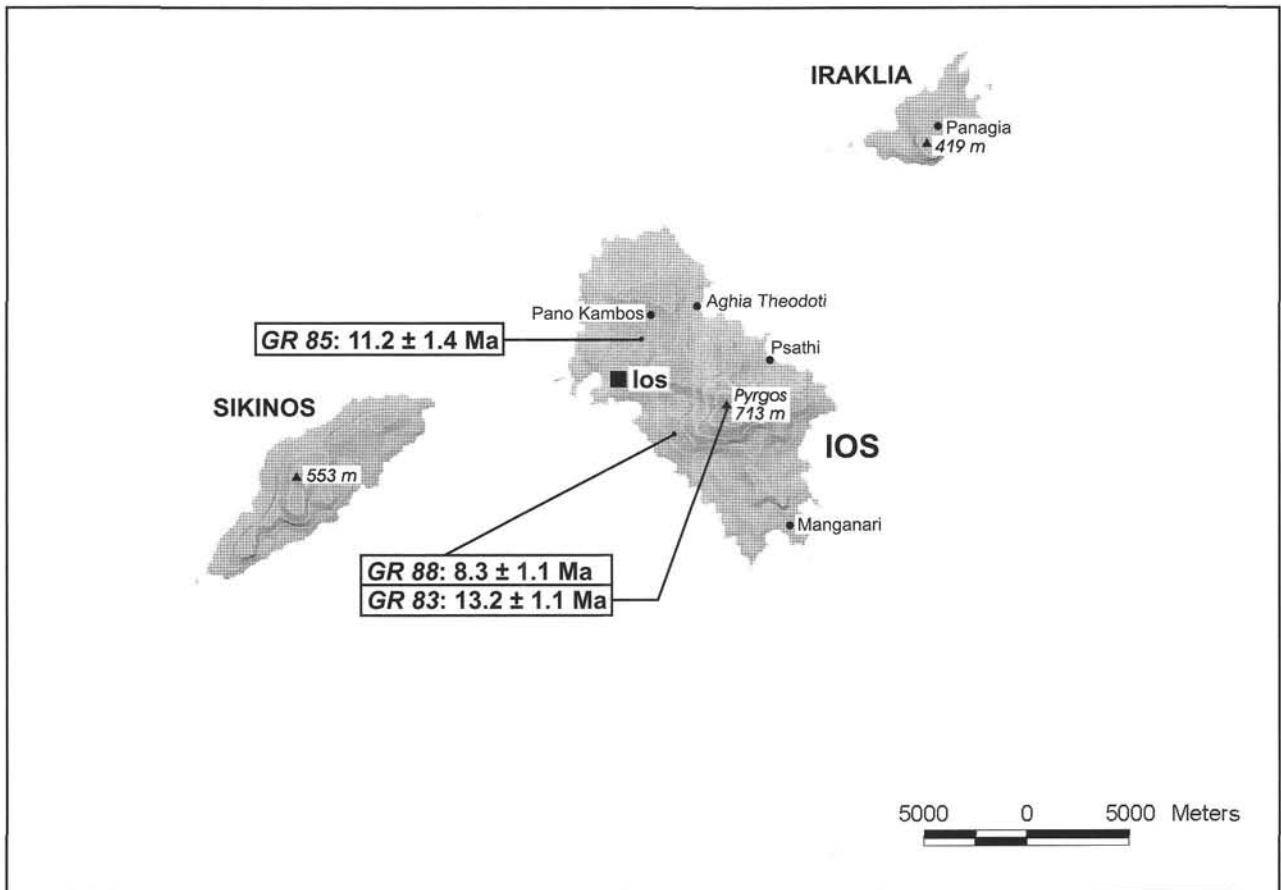 IRAKLIA
Panagia
419 m
Aghia Theodoti
Pano Kambos
GR 85: 11.2 ± 1.4 Ma
Psathi
Ios
SIKINOS
Pyrgos
713 m
IOS
553 m
Manganari
GR 88: 8.3 ± 1.1 Ma
GR 83: 13.2 ± 1.1 Ma
5000 0 5000 Meters